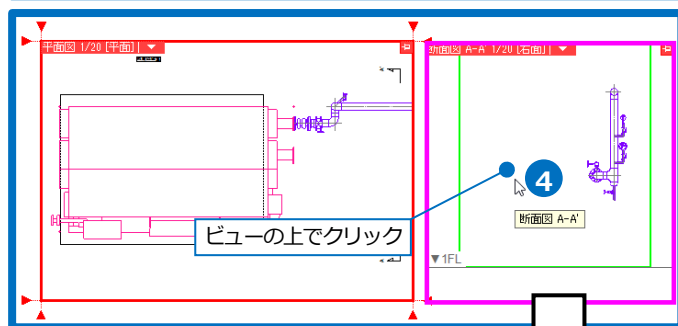 平面図 1/20 [平面]
断面図 A-A' 1/20 [右面]
4
断面図 A-A'
ビューの上でクリック
▼1FL